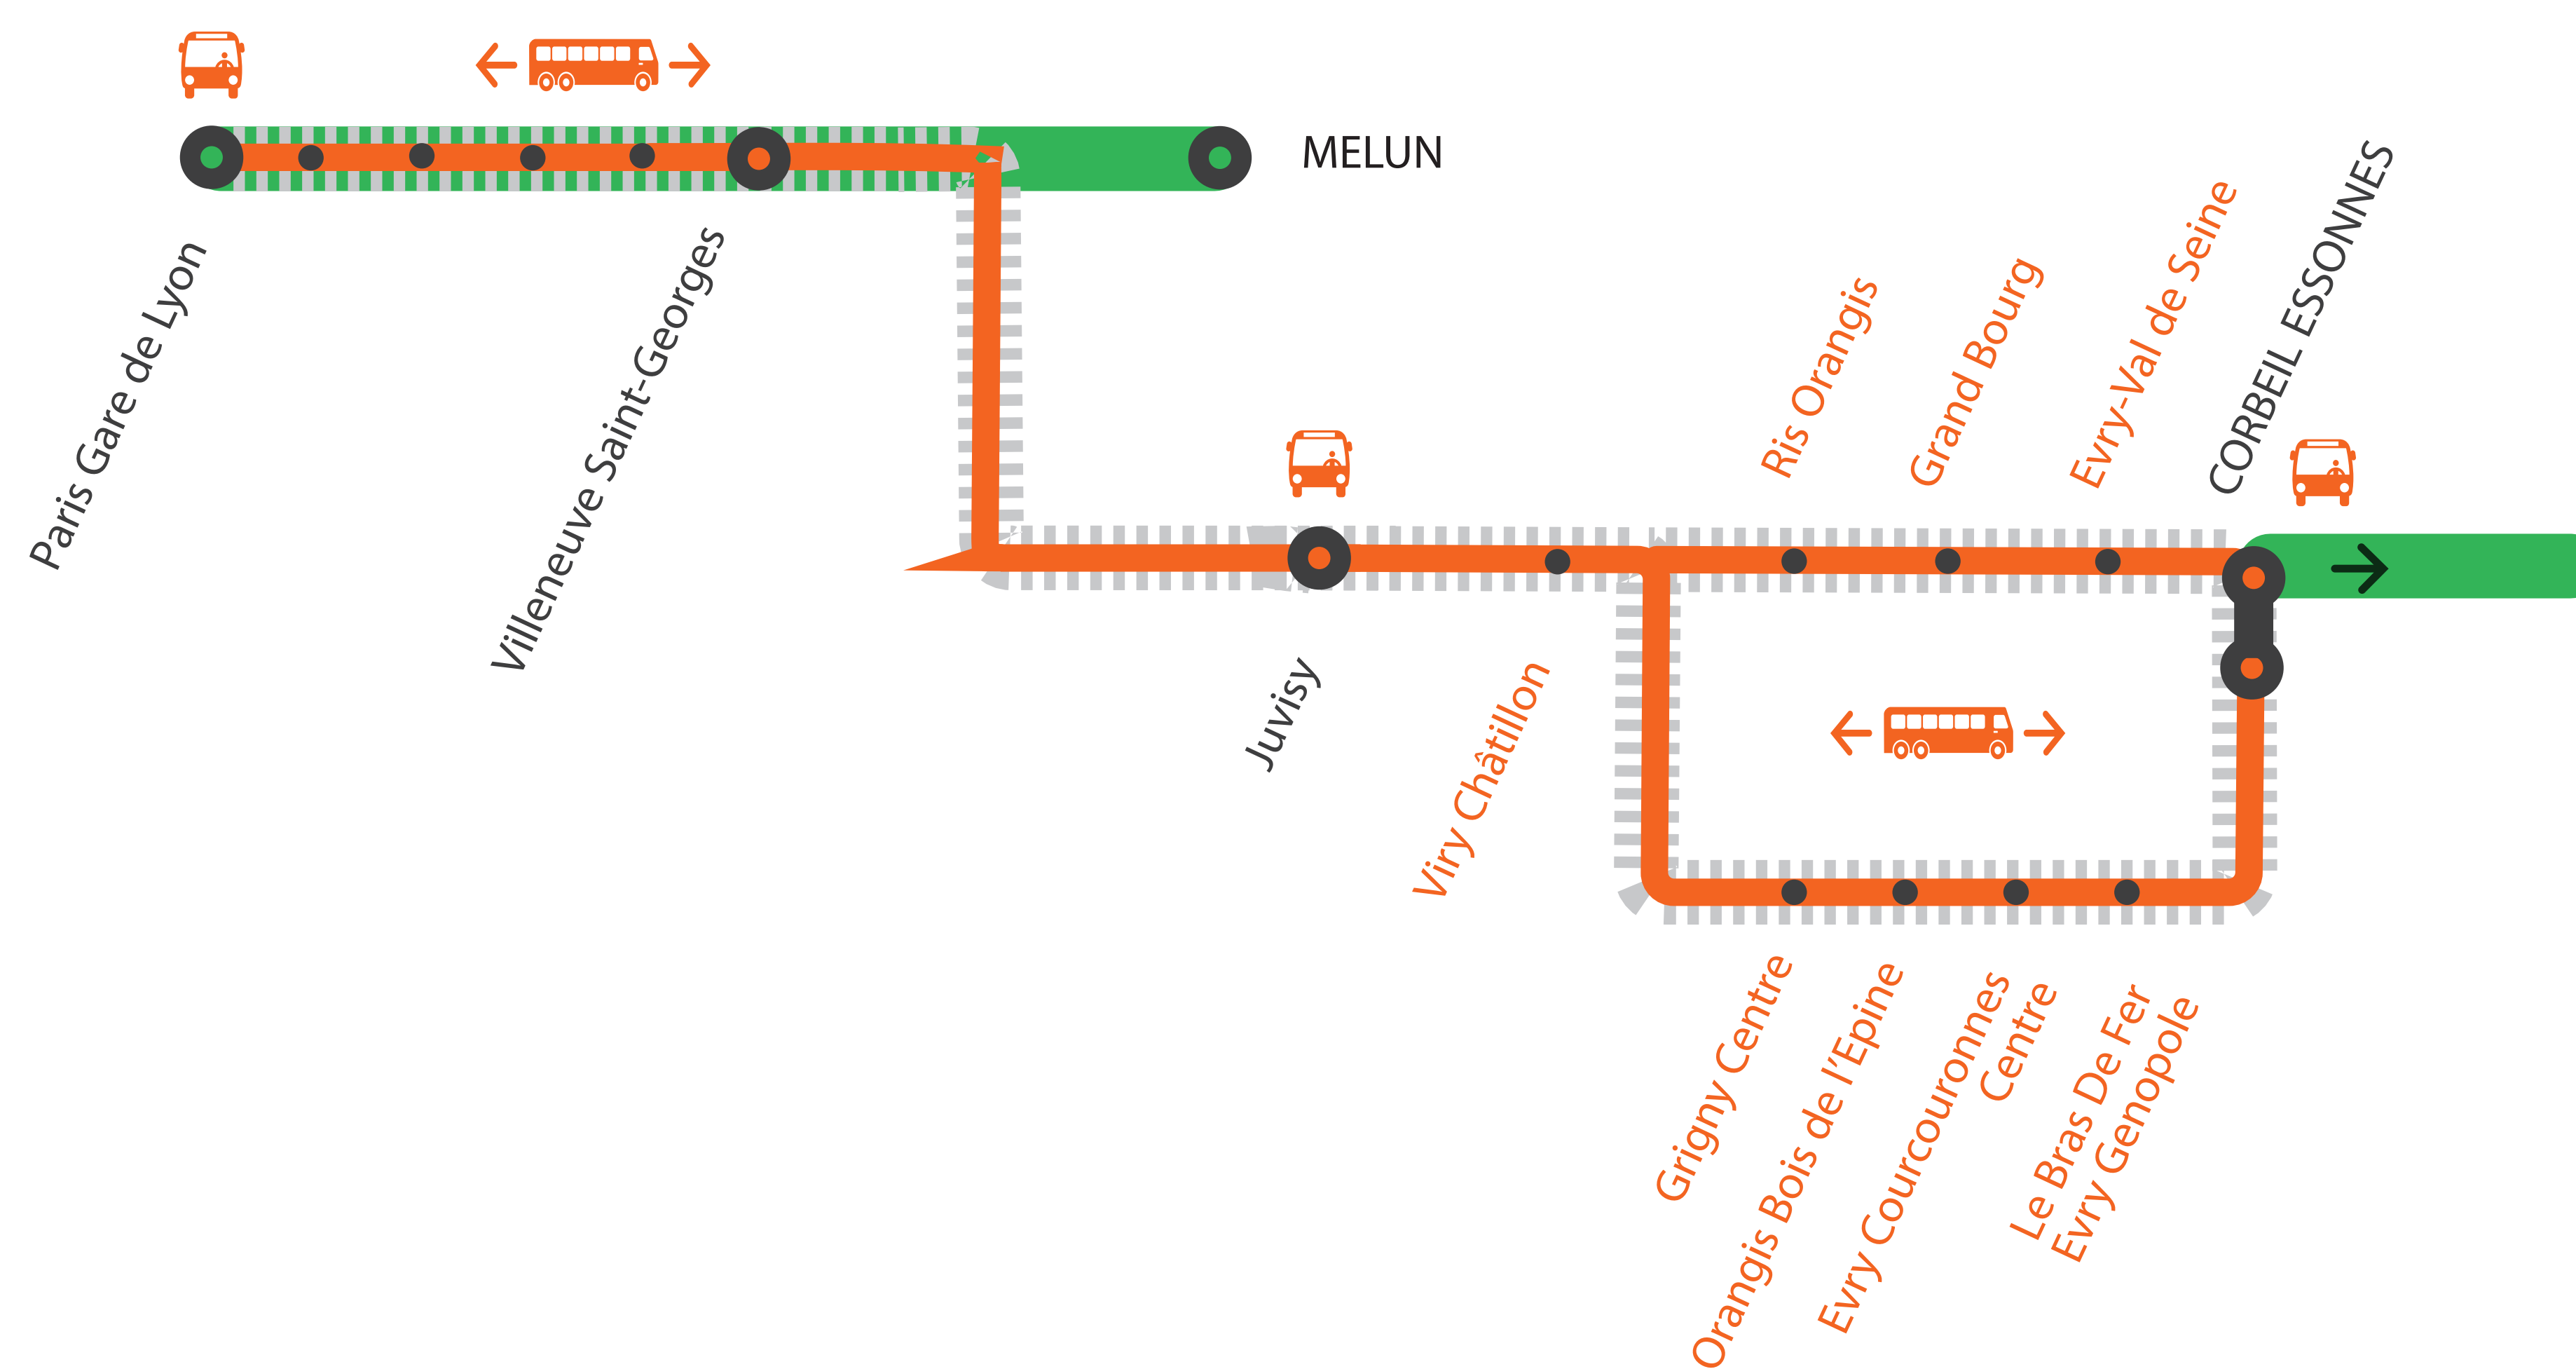 MELUN
Paris Gare de Lyon
Villeneuve Saint-Georges
Juvisy
Viry Châtillon
Ris Orangis
Grand Bourg
Evry-Val de Seine
CORBEIL ESSONNES
Grigny Centre
Orangis Bois de l'Epine
Evry Courcouronnes
Centre
Le Bras De Fer
Evry Genopole